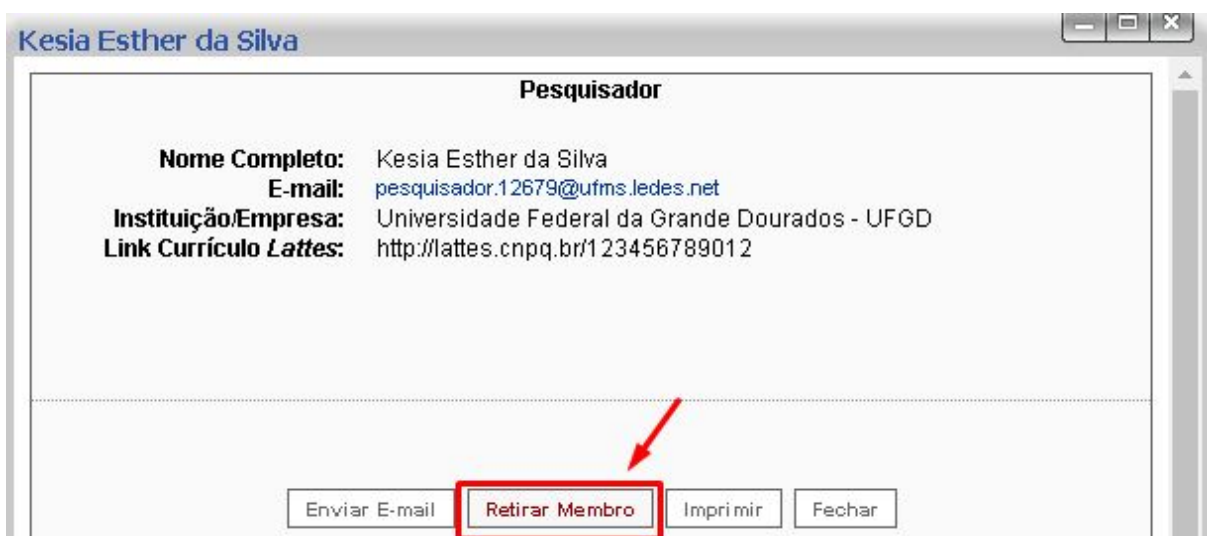 Kesia Esther da Silva
Pesquisador
Nome Completo: Kesia Esther da Silva
E-mail: pesquisador.12679@ufms.ledes.net
Instituição/Empresa: Universidade Federal da Grande Dourados - UFGD
Link Currículo Lattes: http://lattes.cnpq.br/123456789012
Enviar E-mail Retirar Membro Imprimir Fechar